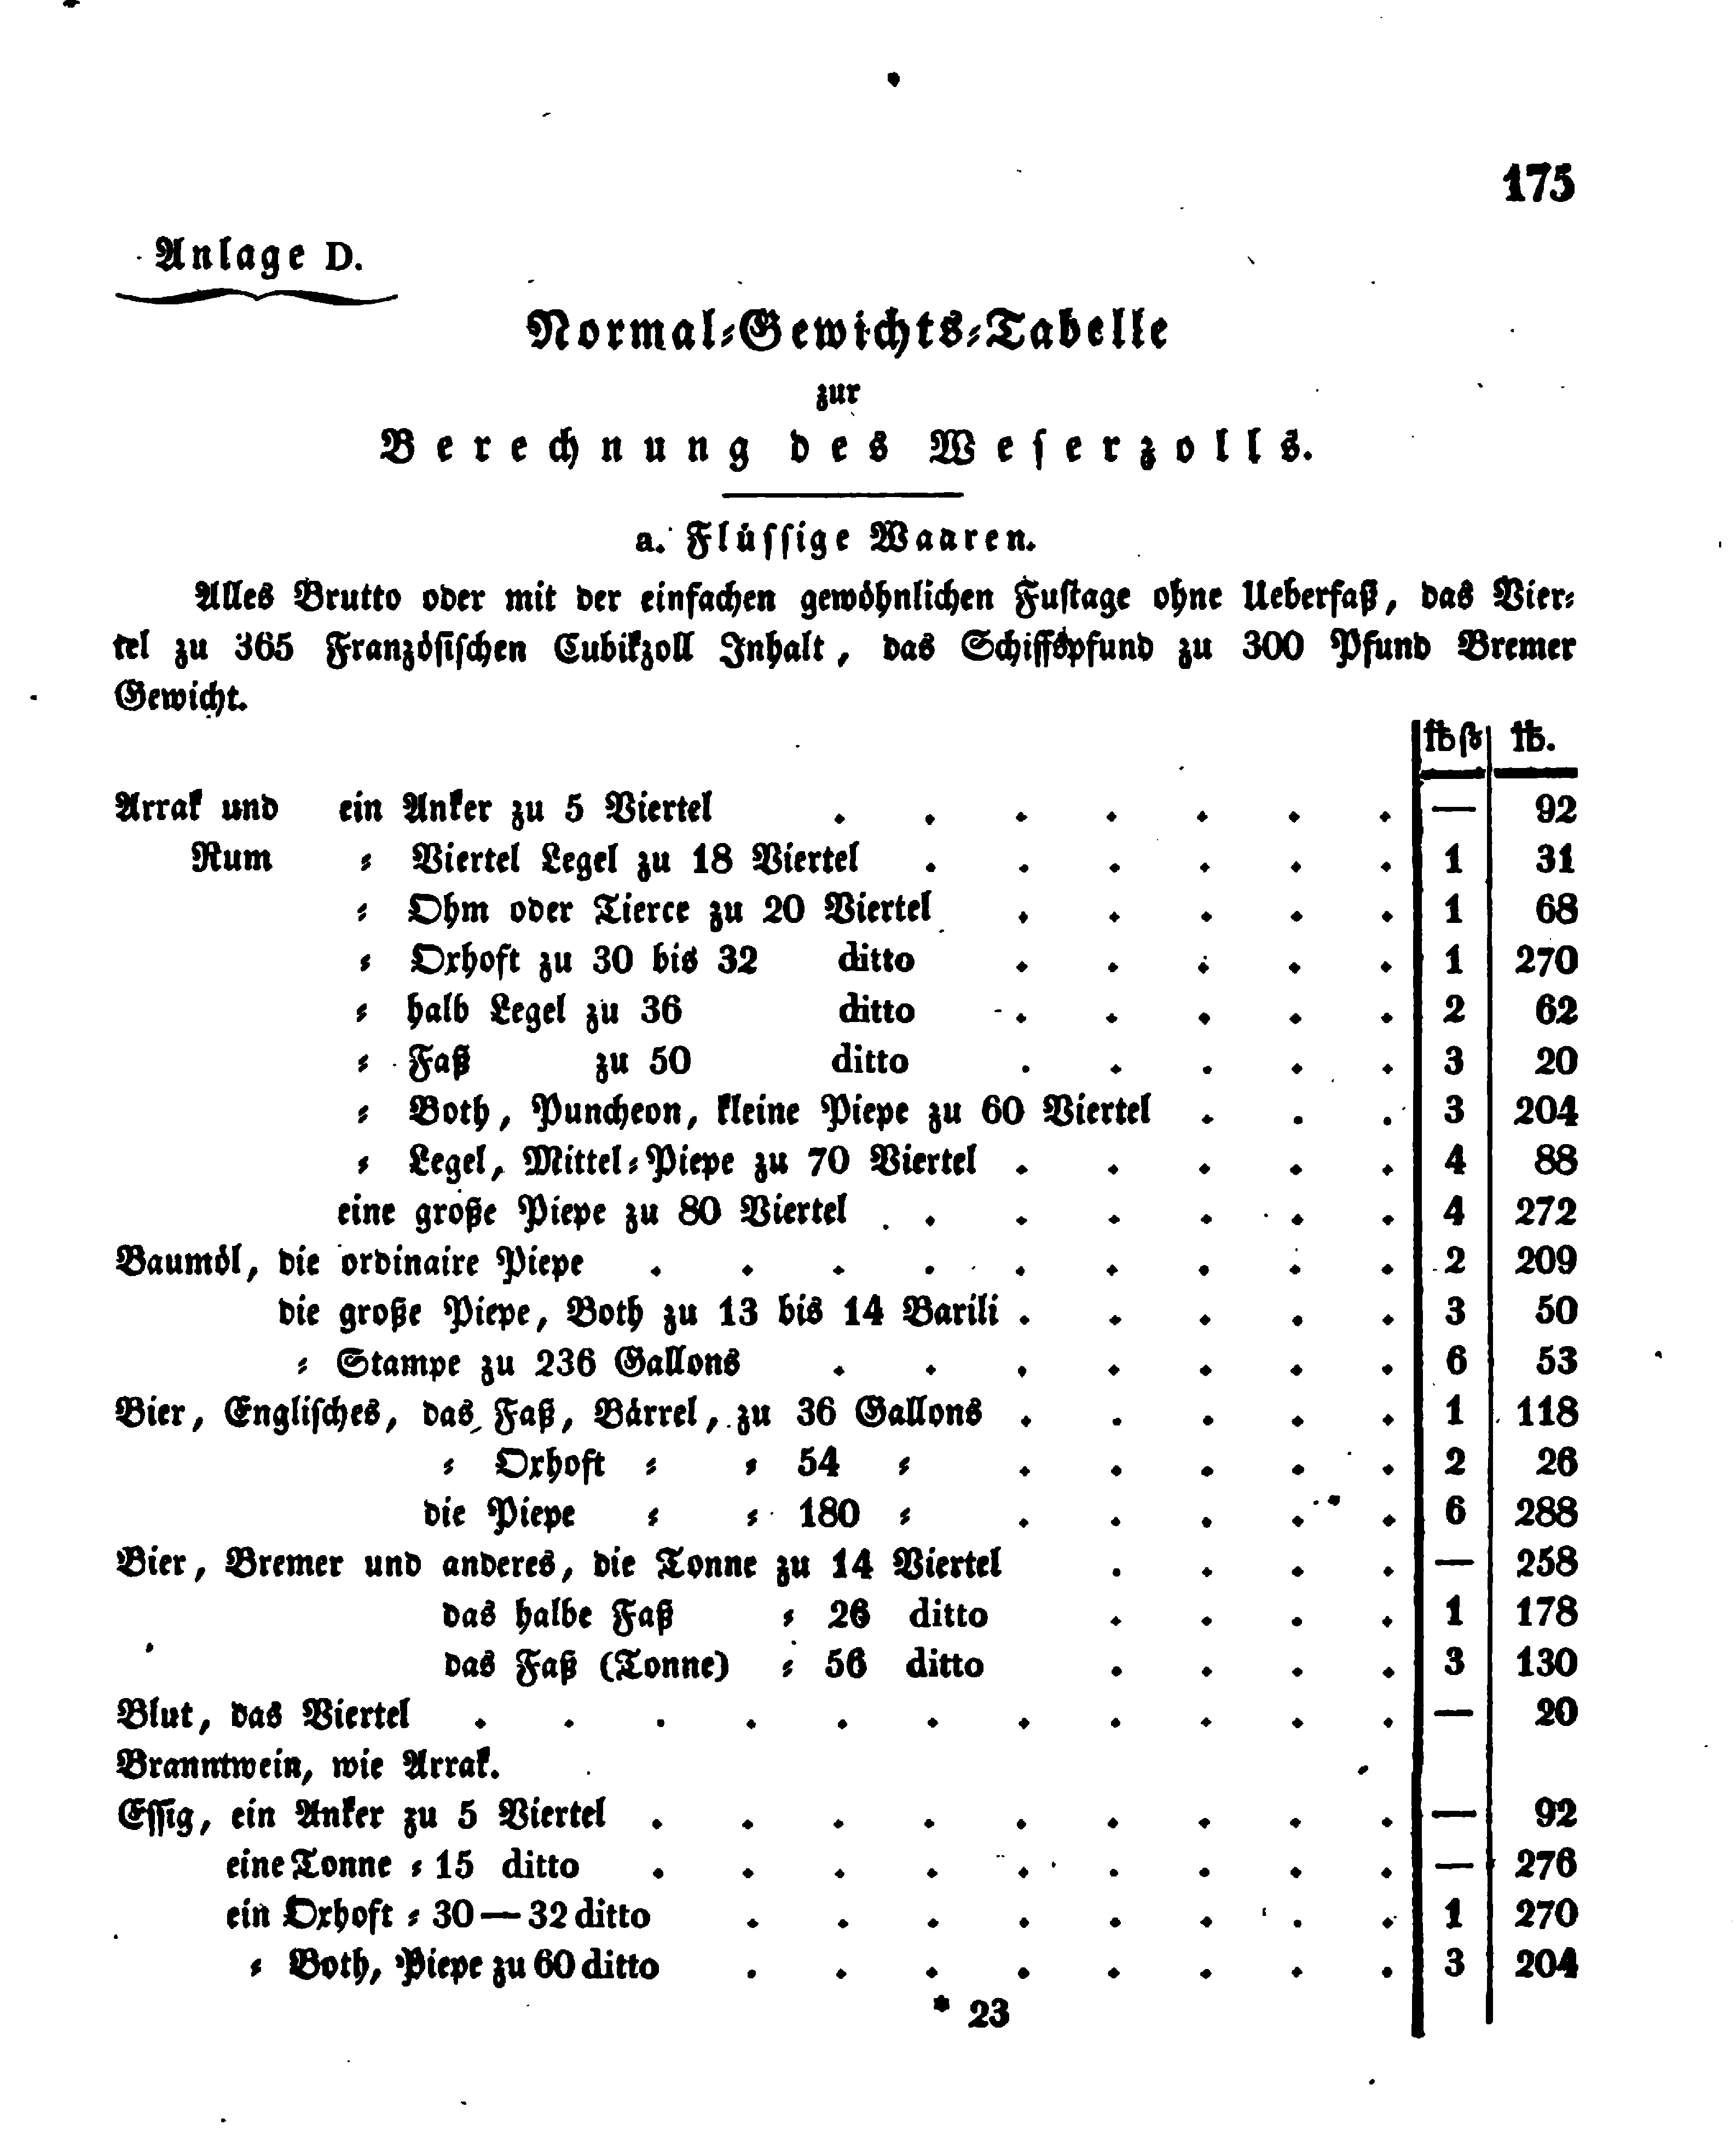 175
Anlage D.
Normal-Gewichts-Tabelle
zur
Berechnung des Weserzolls.
a. Flüssige Waaren.
Alles Brutto oder mit der einfachen gewöhnlichen Fustage ohne Ueberfaß, das Vier-
tel zu 365 Französischen Cubikzoll Inhalt, das Schiffspfund zu 300 Pfund Bremer
Gewicht.
℔.
Arrak und ein Anker zu 5 Viertel . . . . . . . — 92
Rum - Viertel Legel zu 18 Viertel . . . . . . 1 31
- Ohm oder Tierce zu 20 Viertel . . . . . 1 68
- Orhoft zu 30 bis 32 ditto . . . . . 1 270
- halb Legel zu 36 ditto . . . . . 2 62
- Faß zu 50 ditto . . . . . 3 20
- Both, Puncheon, kleine Piepe zu 60 Viertel . . . 3 204
- Legel, Mittel-Piepe zu 70 Viertel . . . . . 4 88
eine große Piepe zu 80 Viertel . . . . . . 4 272
Baumöl, die ordinaire Piepe . . . . . . . . . 2 209
die große Piepe, Both zu 13 bis 14 Barili . . . . . 3 50
- Stampe zu 236 Gallons . . . . . . . 6 53
Bier, Englisches, das Faß, Bärrel, zu 36 Gallons . . . . . 1 118
- Orhoft - - 54 - . . . . . 2 26
die Piepe - - 180 - . . . . . 6 288
Bier, Bremer und anderes, die Tonne zu 14 Viertel . . . . — 258
das halbe Faß - 26 ditto . . . . 1 178
das Faß (Tonne) - 56 ditto . . . . 3 130
Blut, das Viertel . . . . . . . . . . . — 20
Branntwein, wie Arrak.
Essig, ein Anker zu 5 Viertel . . . . . . . . . — 92
eine Tonne - 15 ditto . . . . . . . . . — 276
ein Orhoft - 30 — 32 ditto . . . . . . . . 1 270
- Both, Piepe zu 60 ditto . . . . . . . . 3 204
* 23